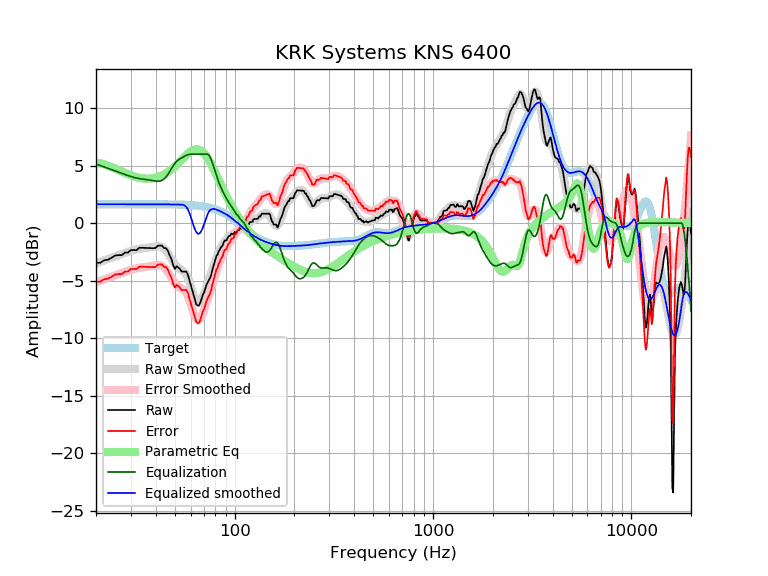 KRK Systems KNS 6400
10
5
0
−5
−10
−15
−20
−25
Amplitude (dBr)
Target
Raw Smoothed
Error Smoothed
Raw
Error
Parametric Eq
Equalization
Equalized smoothed
100 1000 10000
Frequency (Hz)